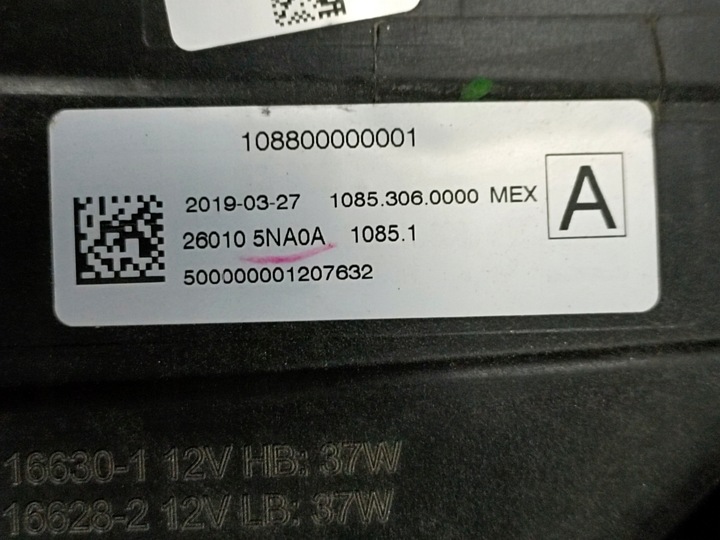 108800000001
2019-03-27 1085.306.0000 MEX
A
26010 5NA0A 1085.1
500000001207632
16630-1 12V HB: 37W
16628-2 12V LB: 37W